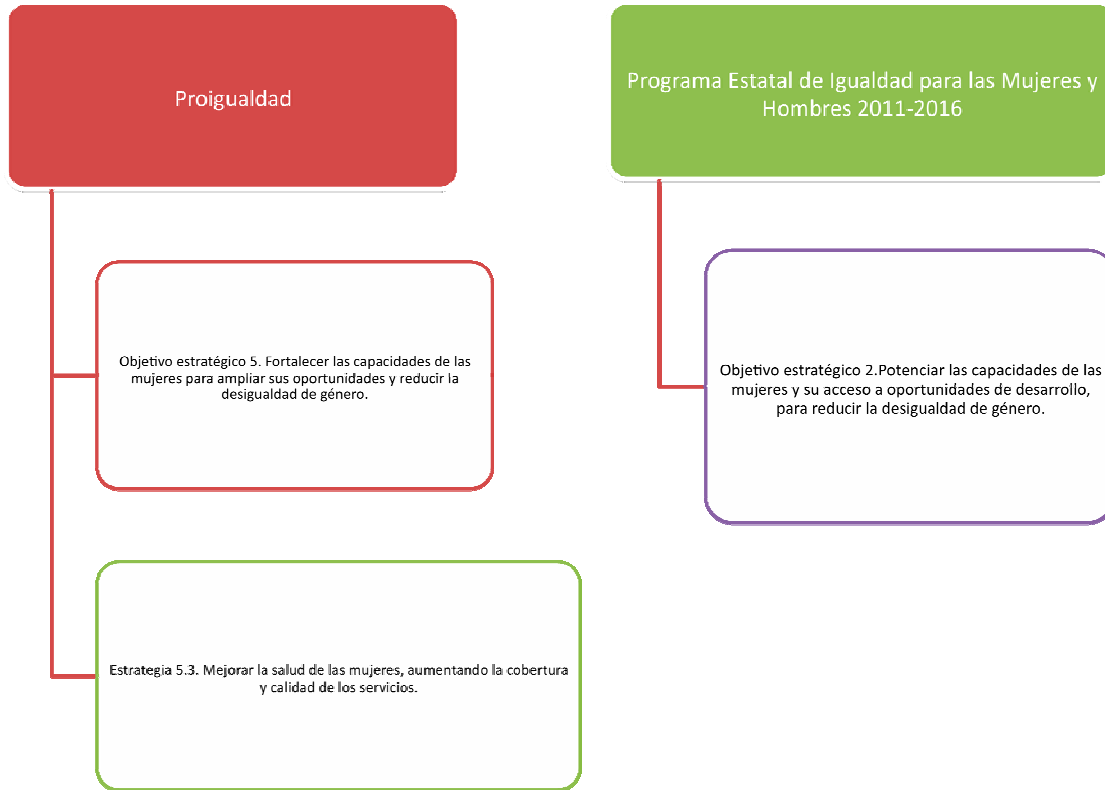 Proigualdad
Programa Estatal de Igualdad para las Mujeres y
Hombres 2011-2016
Objetivo estratégico 5. Fortalecer las capacidades de las
mujeres para ampliar sus oportunidades y reducir la
desigualdad de género.
Objetivo estratégico 2.Potenciar las capacidades de las
mujeres y su acceso a oportunidades de desarrollo,
para reducir la desigualdad de género.
Estrategia 5.3. Mejorar la salud de las mujeres, aumentando la cobertura
y calidad de los servicios.